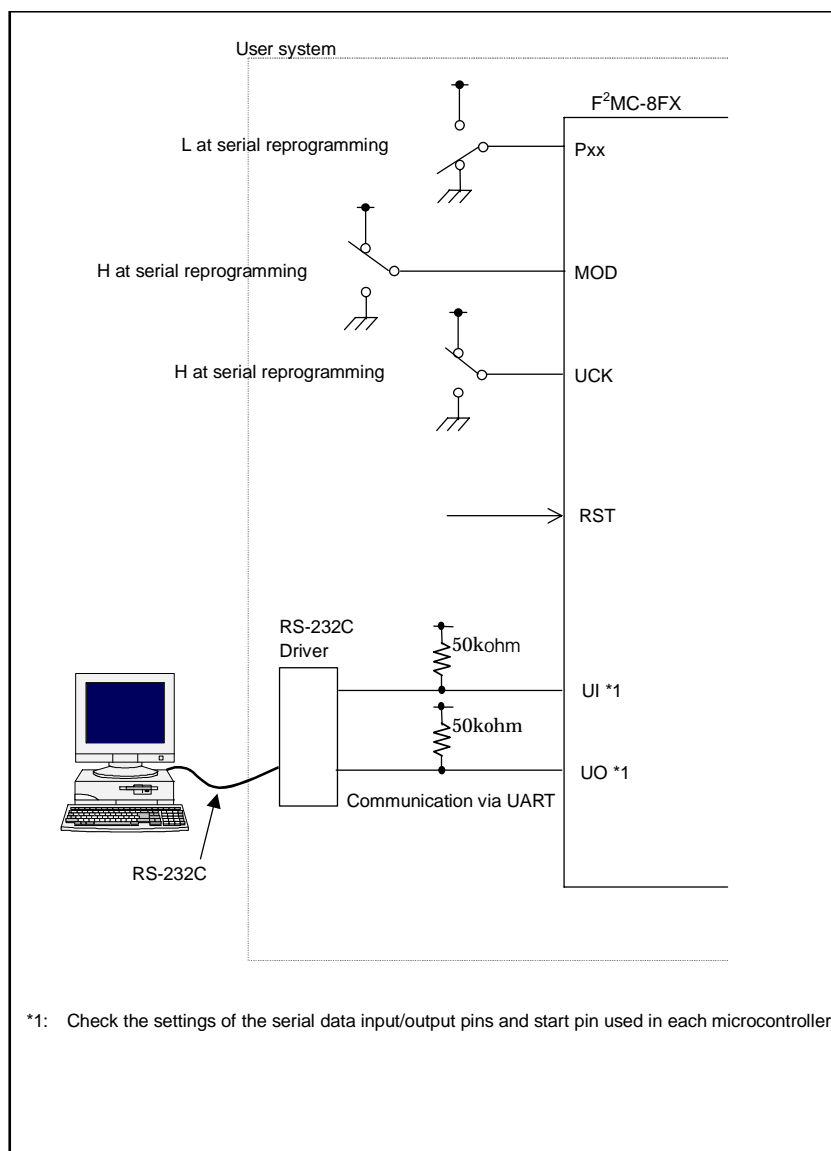 User system
F²MC-8FX
L at serial reprogramming
Pxx
H at serial reprogramming
MOD
H at serial reprogramming
UCK
RST
RS-232C
Driver
50kohm
UI *1
50kohm
UO *1
Communication via UART
RS-232C
*1: Check the settings of the serial data input/output pins and start pin used in each microcontroller